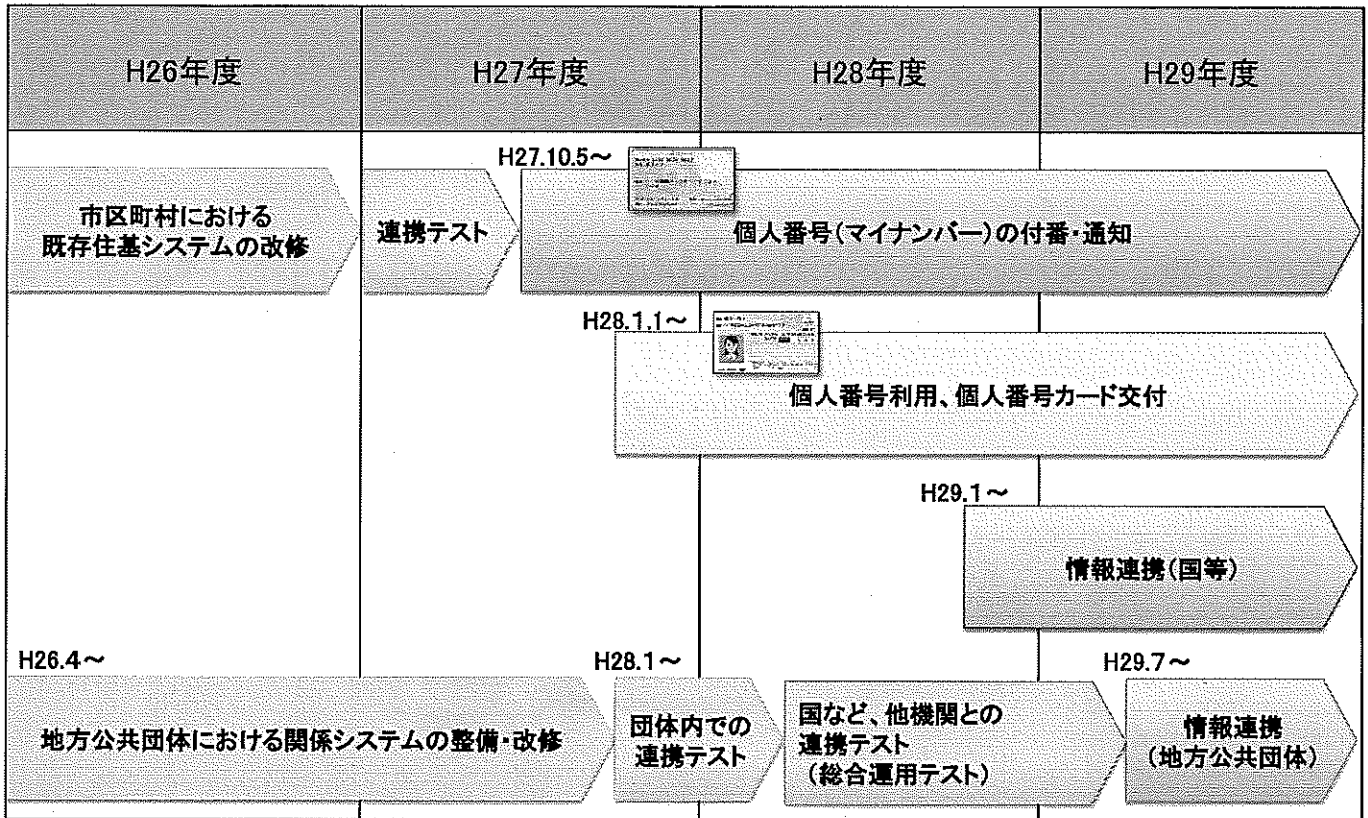 H26年度
H27年度
H28年度
H29年度
H27.10.5～
市区町村における
既存住基システムの改修
連携テスト
個人番号(マイナンバー)の付番・通知
H28.1.1～
個人番号利用、個人番号カード交付
H29.1～
情報連携(国等)
H26.4～
H28.1～
H29.7～
地方公共団体における関係システムの整備・改修
団体内での
連携テスト
国など、他機関との
連携テスト
(総合運用テスト)
情報連携
(地方公共団体)